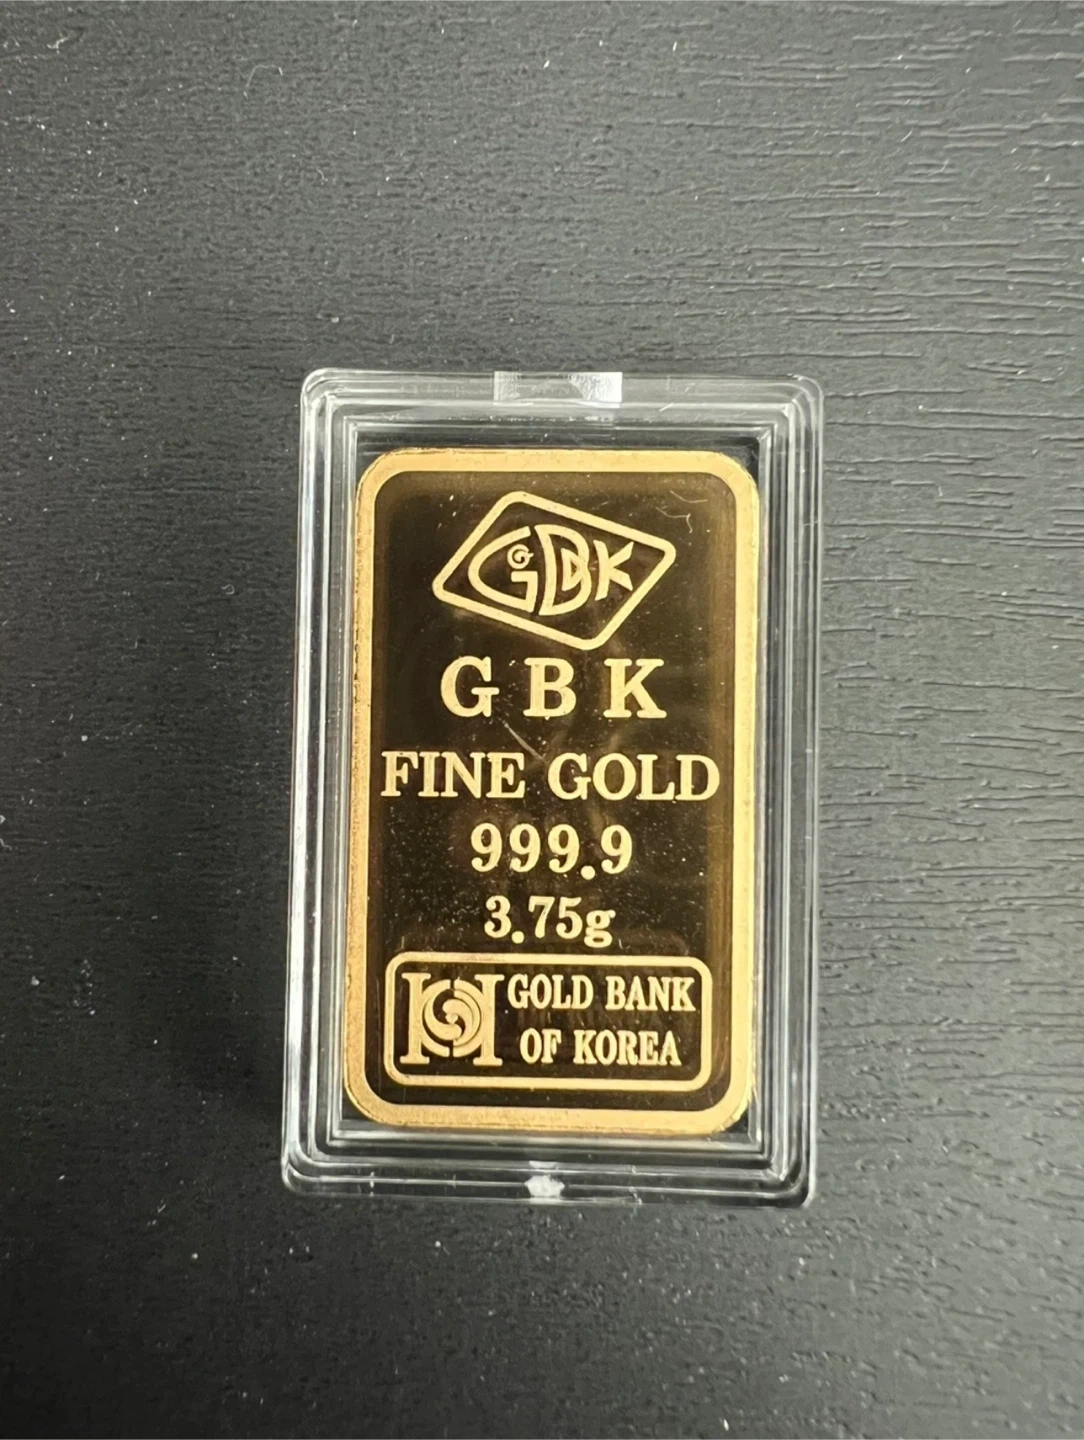 GBK
G B K
FINE GOLD
999.9
3.75g
GOLD BANK
OF KOREA